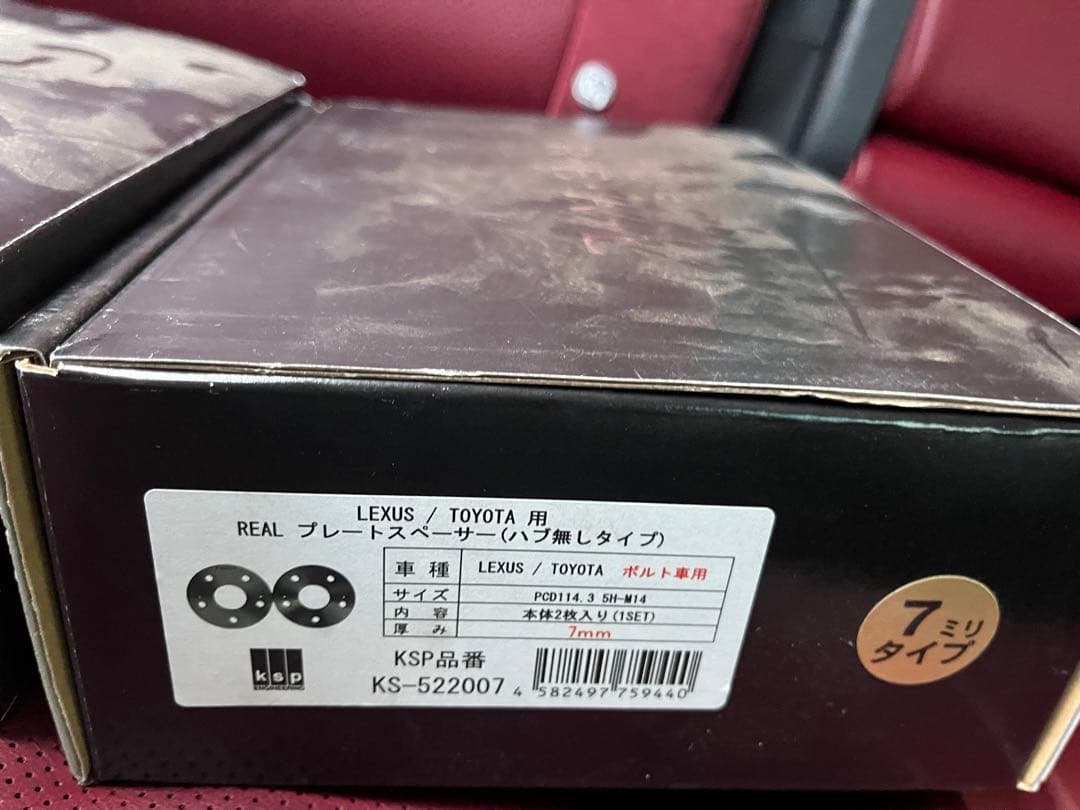 LEXUS / TOYOTA 用
REAL プレートスペーサー(ハブ無しタイプ)
車種 LEXUS / TOYOTA ボルト車用
サイズ PCD114.3 5H-M14
内容 本体2枚入り(1SET)
厚み 7mm
KSP品番
KS-522007
4 582497 759440
ksp
ENGINEERING
7ミリ
タイプ